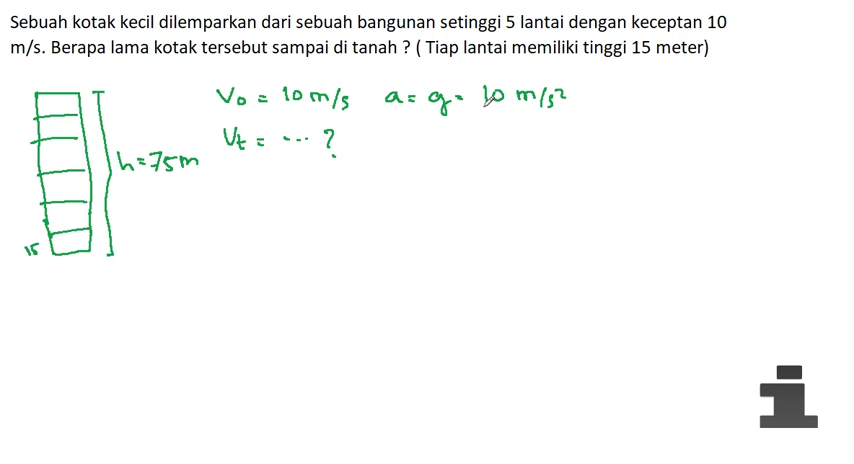 Sebuah kotak kecil dilemparkan dari sebuah bangunan setinggi 5 lantai dengan keceptan 10
m/s. Berapa lama kotak tersebut sampai di tanah ? ( Tiap lantai memiliki tinggi 15 meter)
V₀ = 10 m/s a = g = 10 m/s²
Vt = ... ?
h = 75 m
15